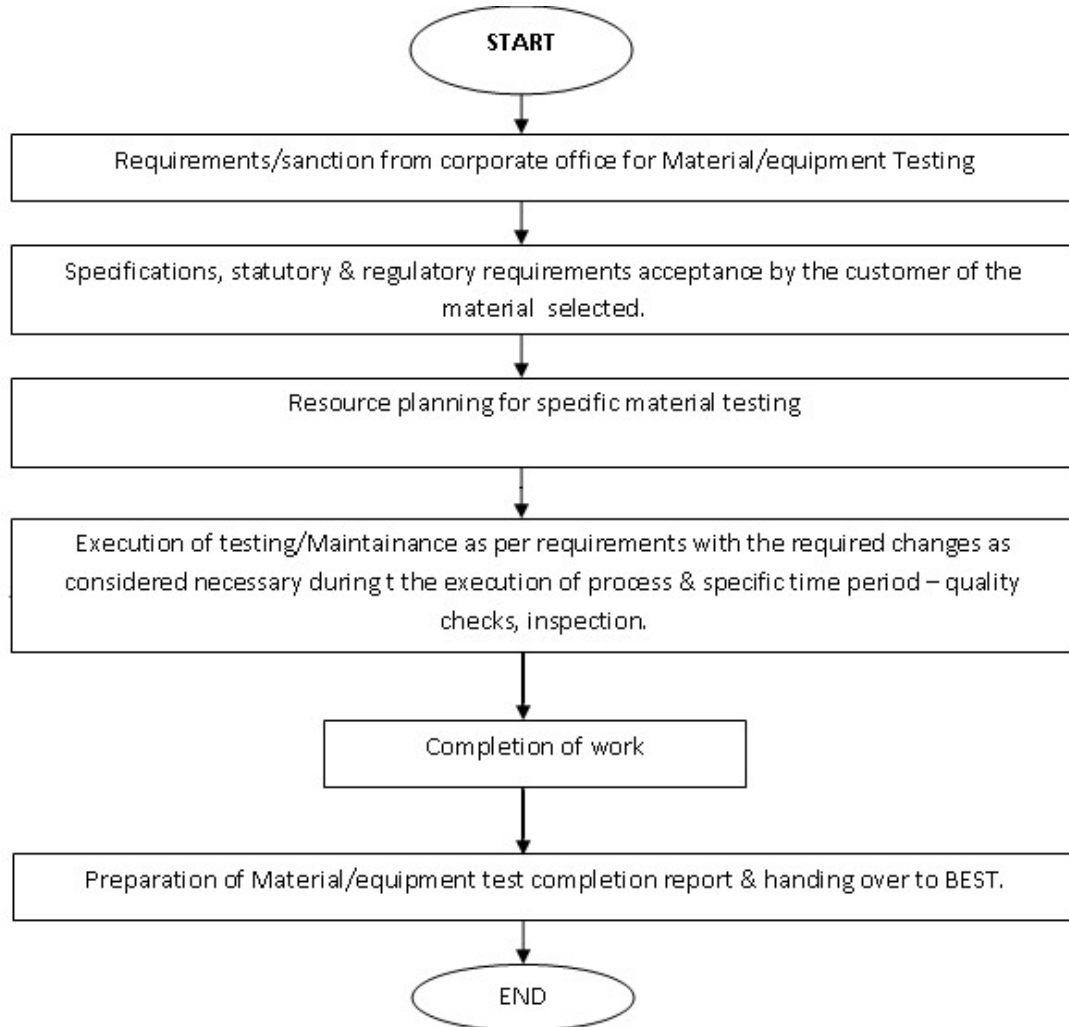 START
Requirements/sanction from corporate office for Material/equipment Testing
Specifications, statutory & regulatory requirements acceptance by the customer of the
material selected.
Resource planning for specific material testing
Execution of testing/Maintainance as per requirements with the required changes as
considered necessary during t the execution of process & specific time period – quality
checks, inspection.
Completion of work
Preparation of Material/equipment test completion report & handing over to BEST.
END